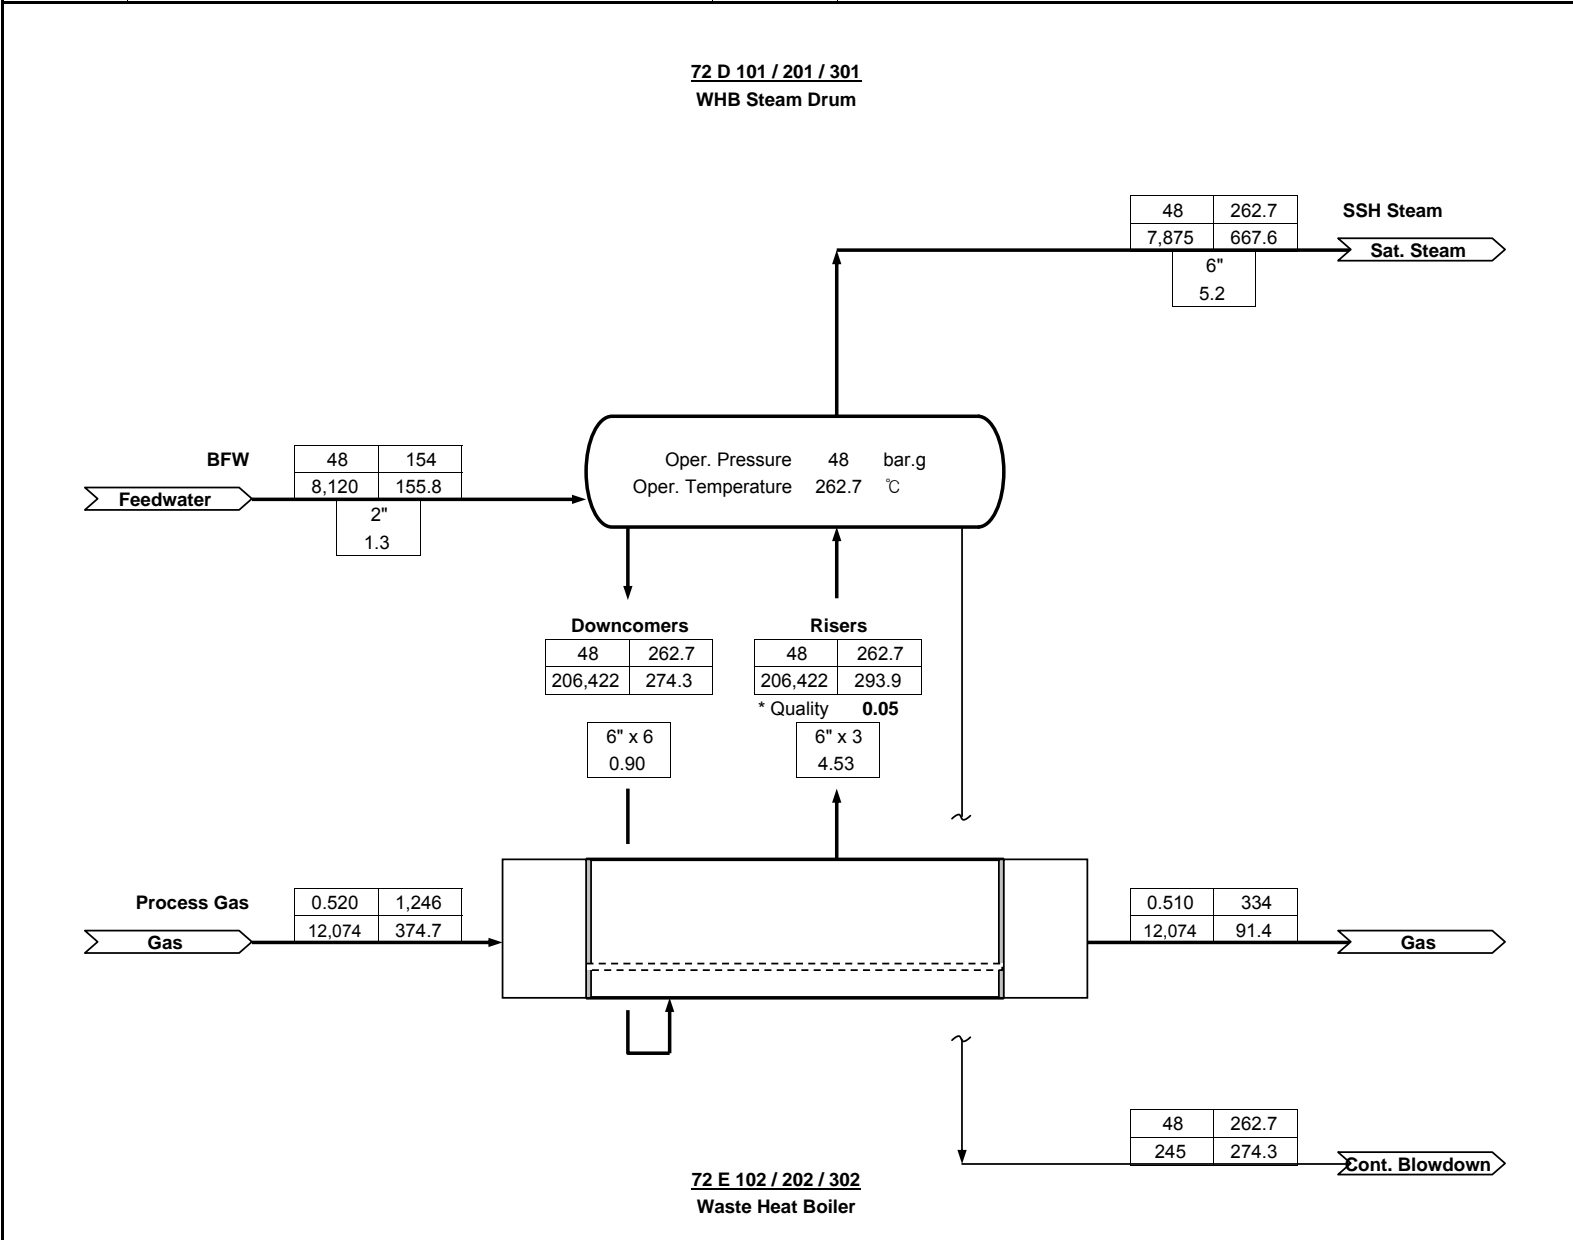 72 D 101 / 201 / 301
WHB Steam Drum
48 262.7 SSH Steam
7,875 667.6 Sat. Steam
6"
5.2
Oper. Pressure 48 bar.g
Oper. Temperature 262.7 ℃
BFW 48 154
Feedwater 8,120 155.8
2"
1.3
Downcomers Risers
48 262.7 48 262.7
206,422 274.3 206,422 293.9
* Quality 0.05
6" x 6 6" x 3
0.90 4.53
Process Gas 0.520 1,246 0.510 334
Gas 12,074 374.7 12,074 91.4 Gas
48 262.7
245 274.3 Cont. Blowdown
72 E 102 / 202 / 302
Waste Heat Boiler